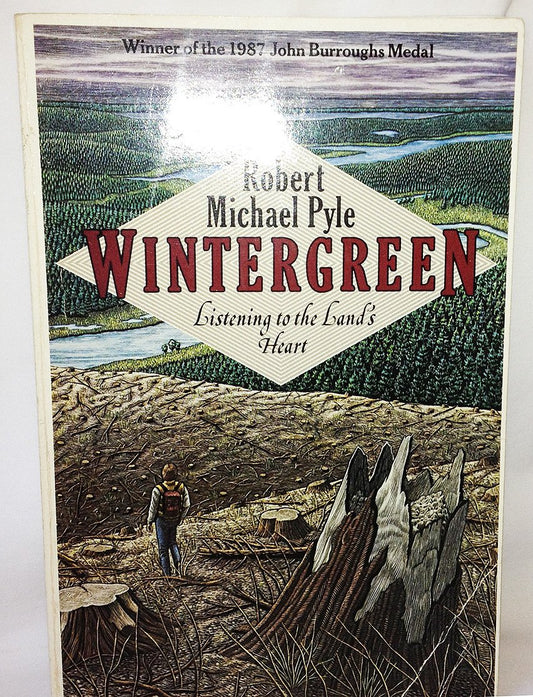 Winner of the 1987 John Burroughs Medal
Robert
Michael Pyle
WINTERGREEN
Listening to the Land's
Heart